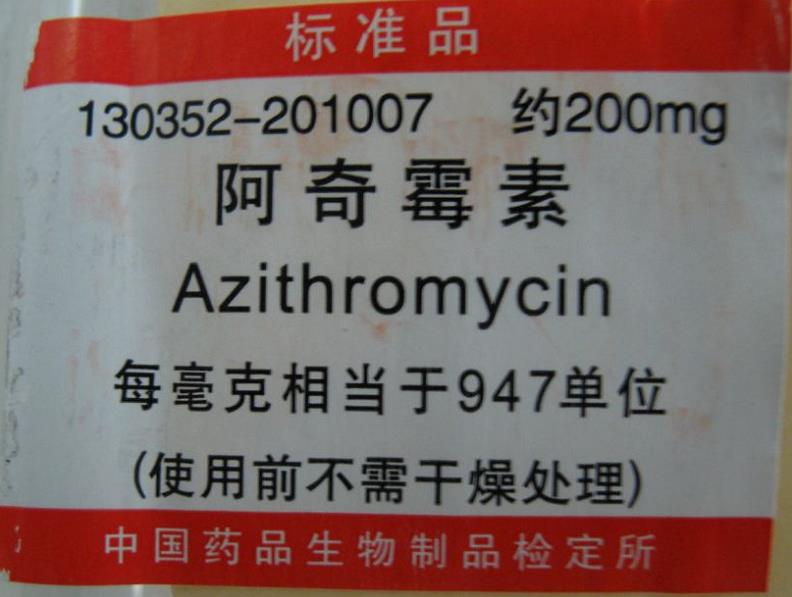 标准品
130352-201007 约200mg
阿奇霉素
Azithromycin
每毫克相当于947单位
(使用前不需干燥处理)
中国药品生物制品检定所